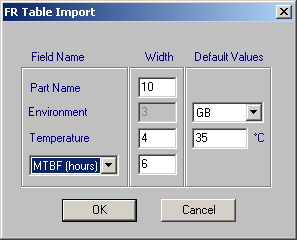 FR Table Import
Field Name Width Default Values
Part Name 10
Environment 3 GB
Temperature 4 35 °C
MTBF (hours) 6
OK Cancel